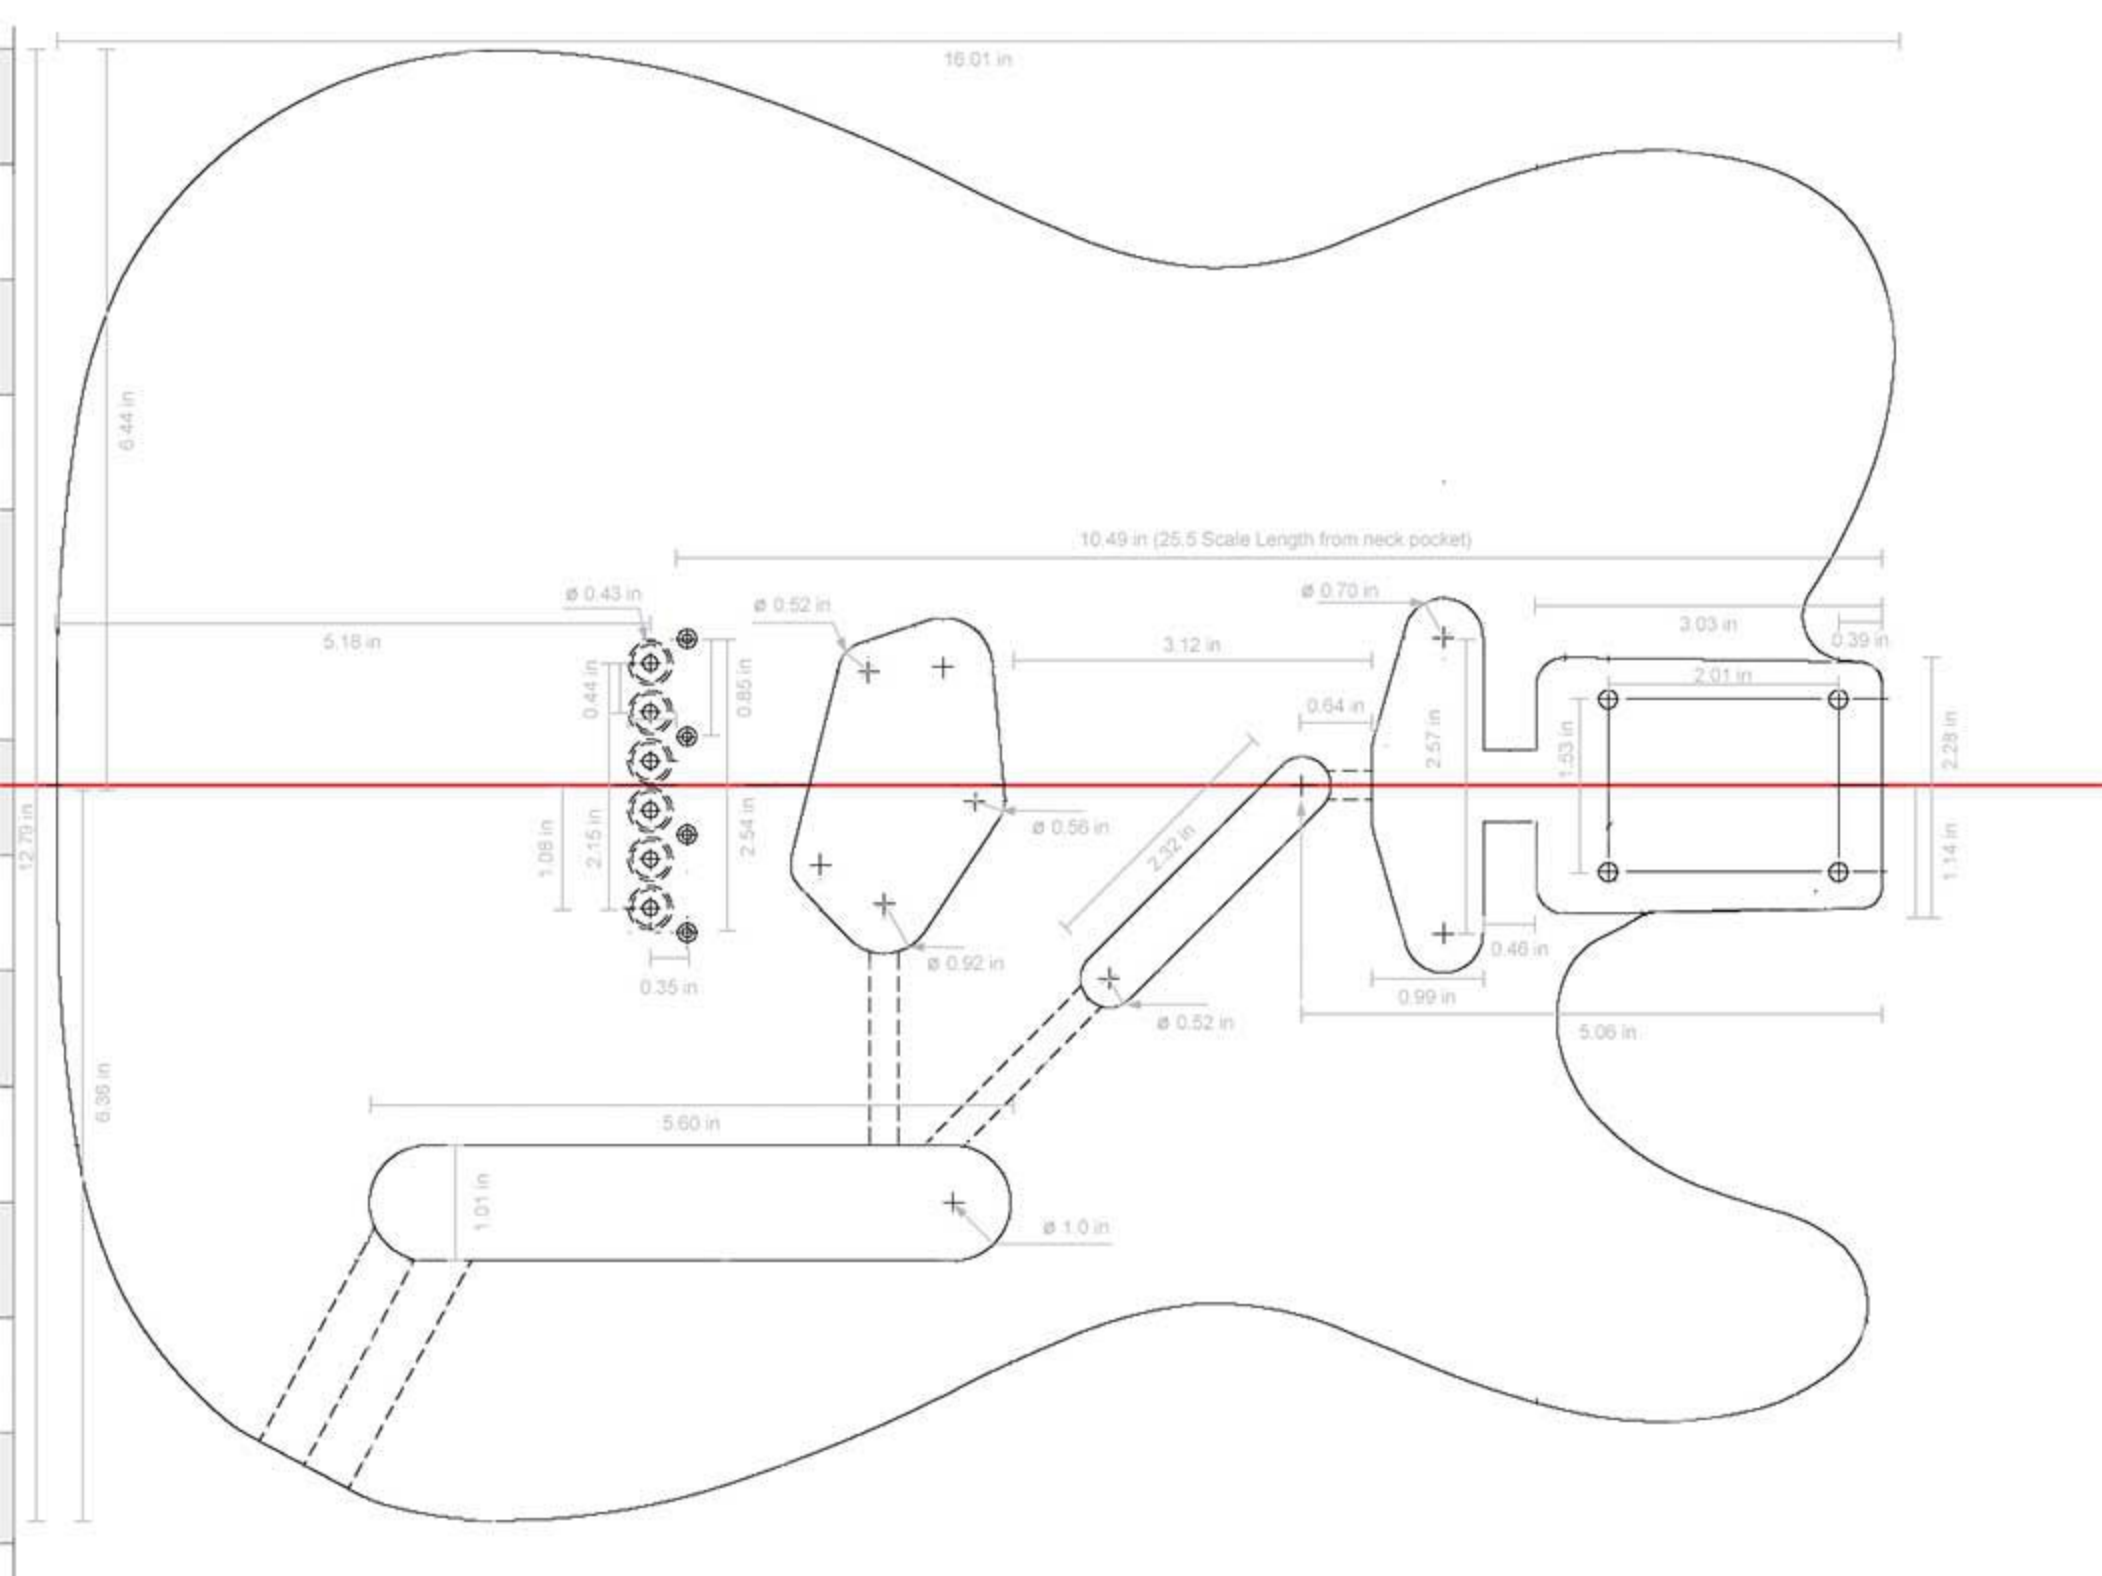 16.01 in
6.44 in
10.49 in (25.5 Scale Length from neck pocket)
ø 0.43 in
ø 0.52 in
ø 0.70 in
5.18 in
3.12 in
3.03 in
0.39 in
0.44 in
0.85 in
2.01 in
0.64 in
2.57 in
1.53 in
2.28 in
12.79 in
1.08 in
2.15 in
2.54 in
ø 0.56 in
2.32 in
1.14 in
0.35 in
ø 0.92 in
0.46 in
0.99 in
ø 0.52 in
5.06 in
6.36 in
5.60 in
1.01 in
ø 1.0 in